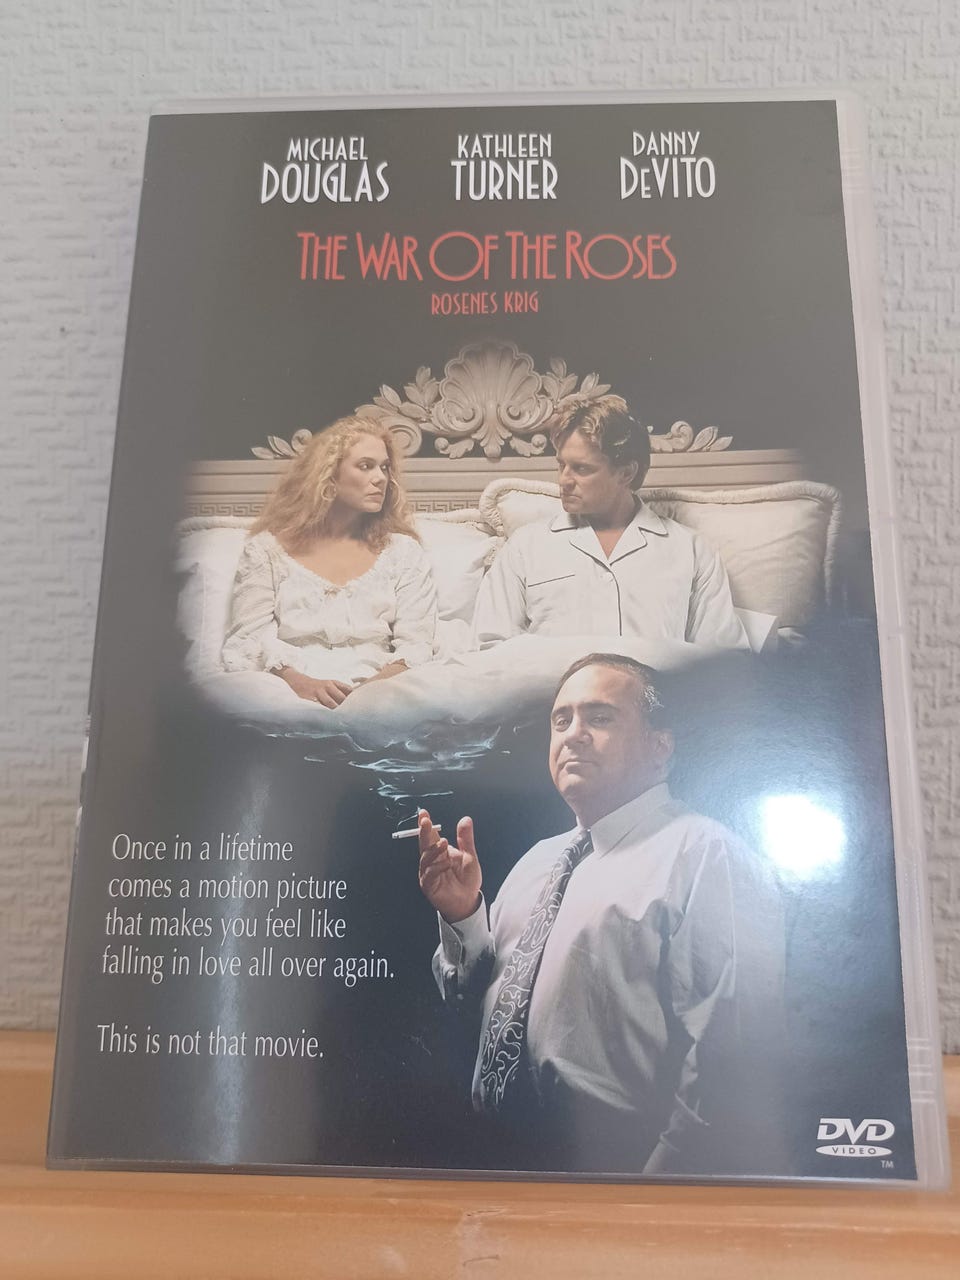 MICHAEL DOUGLAS
KATHLEEN TURNER
DANNY DeVITO
THE WAR OF THE ROSES
ROSENES KRIG
Once in a lifetime
comes a motion picture
that makes you feel like
falling in love all over again.
This is not that movie.
DVD
VIDEO
TM